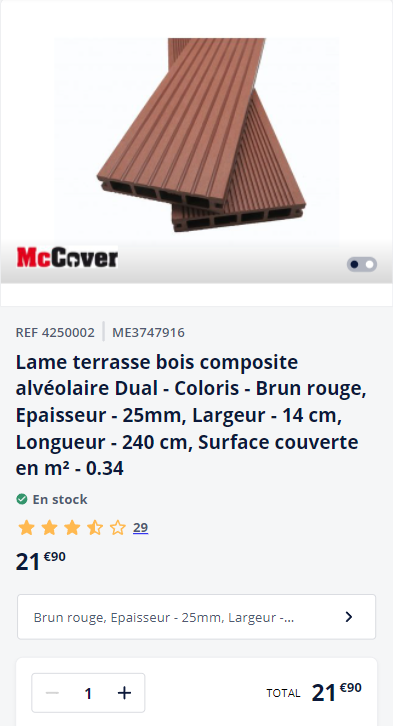 McCover
REF 4250002 | ME3747916
Lame terrasse bois composite
alvéolaire Dual - Coloris - Brun rouge,
Epaisseur - 25mm, Largeur - 14 cm,
Longueur - 240 cm, Surface couverte
en m² - 0.34
En stock
29
21 €90
Brun rouge, Epaisseur - 25mm, Largeur -...
1
TOTAL 21 €90